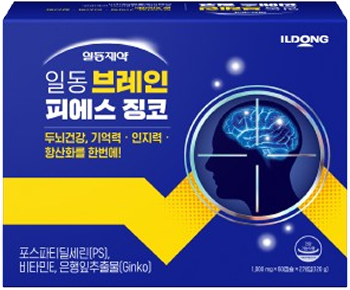 ILDONG
일동제약
일동 브레인
피에스 징코
두뇌건강, 기억력 · 인지력 ·
항산화를 한번에!
포스파티딜세린(PS),
비타민E, 은행잎추출물(Ginko)